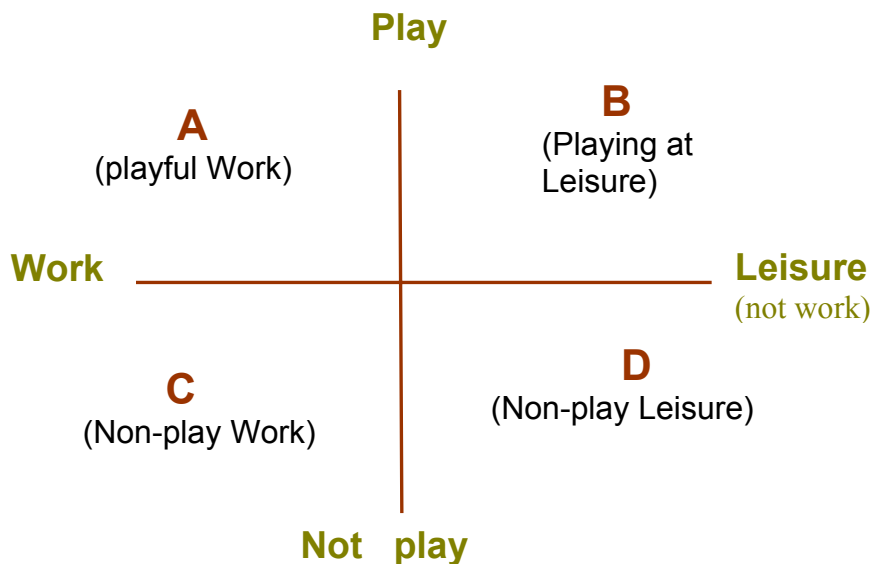 Play
A
(playful Work)
B
(Playing at
Leisure)
Work
Leisure
(not work)
C
(Non-play Work)
D
(Non-play Leisure)
Not play